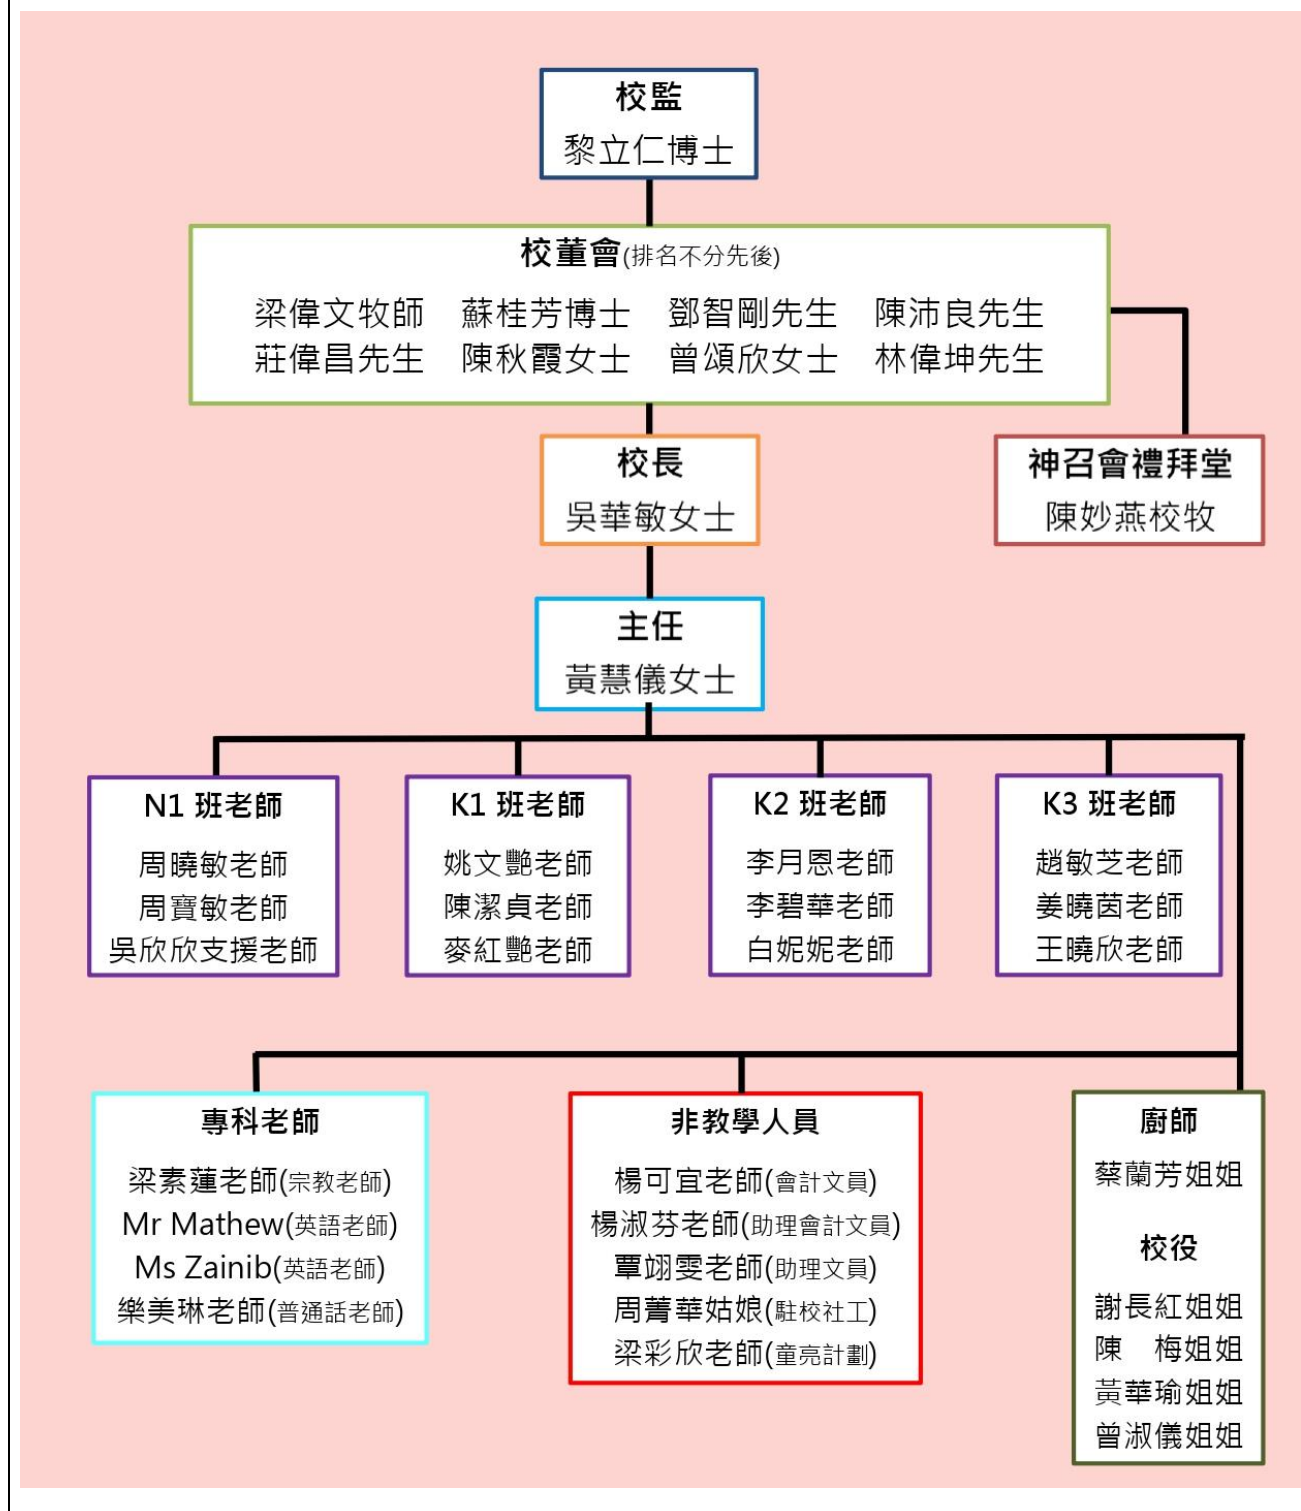 校監
黎立仁博士
校董會(排名不分先後)
梁偉文牧師 蘇桂芳博士 鄧智剛先生 陳沛良先生
莊偉昌先生 陳秋霞女士 曾頌欣女士 林偉坤先生
校長
吳華敏女士
神召會禮拜堂
陳妙燕校牧
主任
黃慧儀女士
N1 班老師
周曉敏老師
周寶敏老師
吳欣欣支援老師
K1 班老師
姚文艷老師
陳潔貞老師
麥紅艷老師
K2 班老師
李月恩老師
李碧華老師
白妮妮老師
K3 班老師
趙敏芝老師
姜曉茵老師
王曉欣老師
專科老師
梁素蓮老師(宗教老師)
Mr Mathew(英語老師)
Ms Zainib(英語老師)
樂美琳老師(普通話老師)
非教學人員
楊可宜老師(會計文員)
楊淑芬老師(助理會計文員)
覃翊雯老師(助理文員)
周菁華姑娘(駐校社工)
梁彩欣老師(童亮計劃)
廚師
蔡蘭芳姐姐
校役
謝長紅姐姐
陳　梅姐姐
黃華瑜姐姐
曾淑儀姐姐